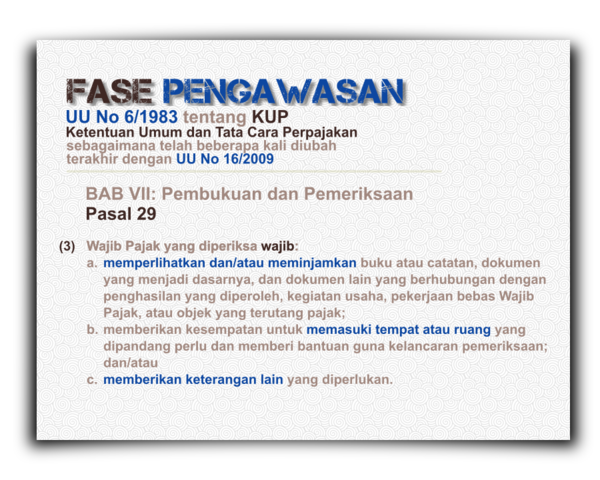 FASE PENGAWASAN
UU No 6/1983 tentang KUP
Ketentuan Umum dan Tata Cara Perpajakan
sebagaimana telah beberapa kali diubah
terakhir dengan UU No 16/2009
BAB VII: Pembukuan dan Pemeriksaan
Pasal 29
(3) Wajib Pajak yang diperiksa wajib:
a. memperlihatkan dan/atau meminjamkan buku atau catatan, dokumen
yang menjadi dasarnya, dan dokumen lain yang berhubungan dengan
penghasilan yang diperoleh, kegiatan usaha, pekerjaan bebas Wajib
Pajak, atau objek yang terutang pajak;
b. memberikan kesempatan untuk memasuki tempat atau ruang yang
dipandang perlu dan memberi bantuan guna kelancaran pemeriksaan;
dan/atau
c. memberikan keterangan lain yang diperlukan.